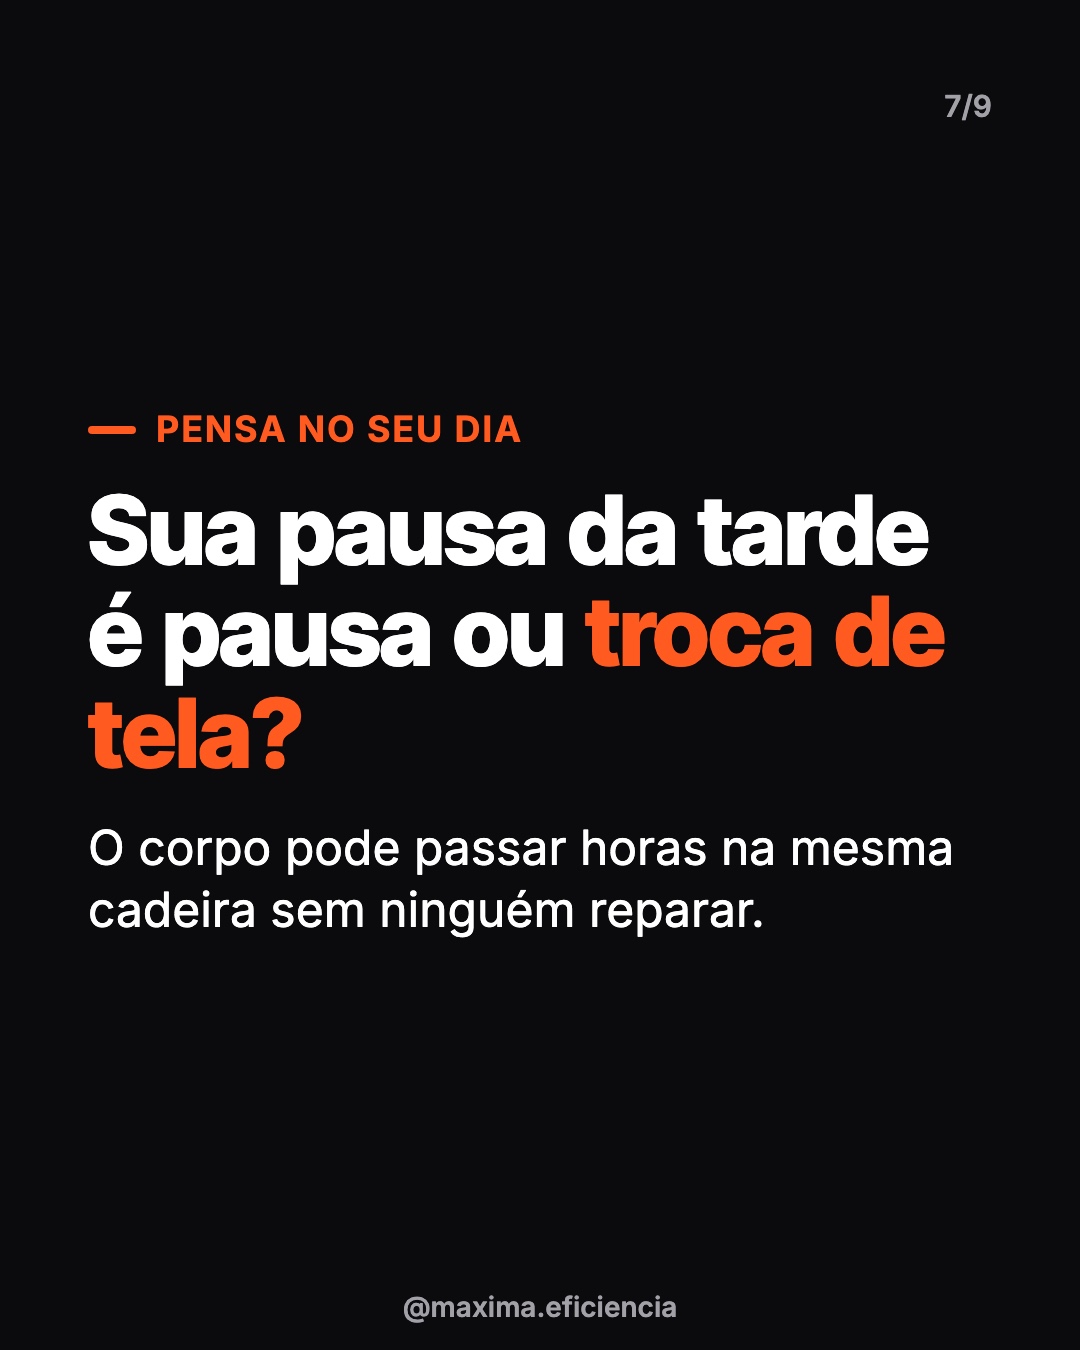 7/9
PENSA NO SEU DIA
Sua pausa da tarde
é pausa ou troca de
tela?
O corpo pode passar horas na mesma
cadeira sem ninguém reparar.
@maxima.eficiencia